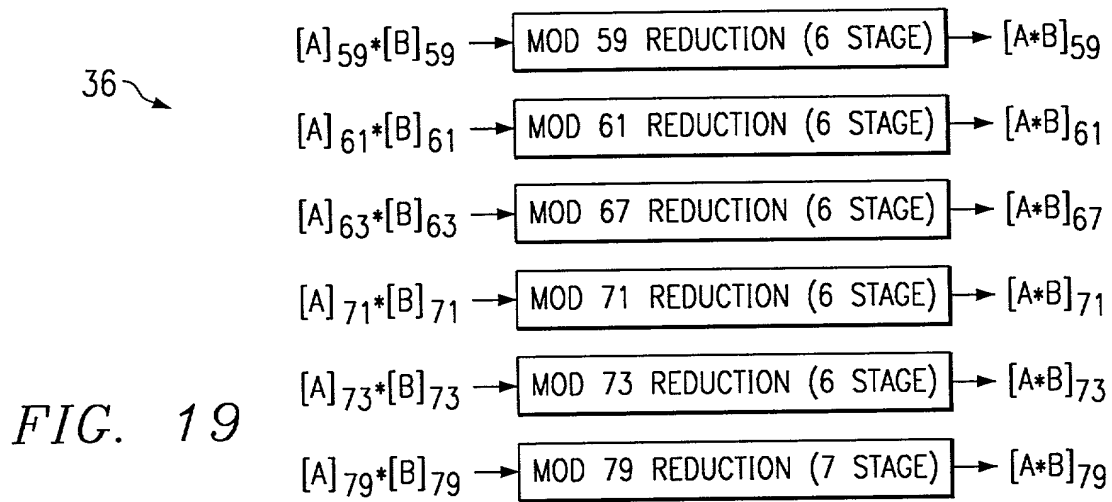 [A]59*[B]59 MOD 59 REDUCTION (6 STAGE) [A*B]59
36
[A]61*[B]61 MOD 61 REDUCTION (6 STAGE) [A*B]61
[A]63*[B]63 MOD 67 REDUCTION (6 STAGE) [A*B]67
[A]71*[B]71 MOD 71 REDUCTION (6 STAGE) [A*B]71
[A]73*[B]73 MOD 73 REDUCTION (6 STAGE) [A*B]73
FIG. 19
[A]79*[B]79 MOD 79 REDUCTION (7 STAGE) [A*B]79